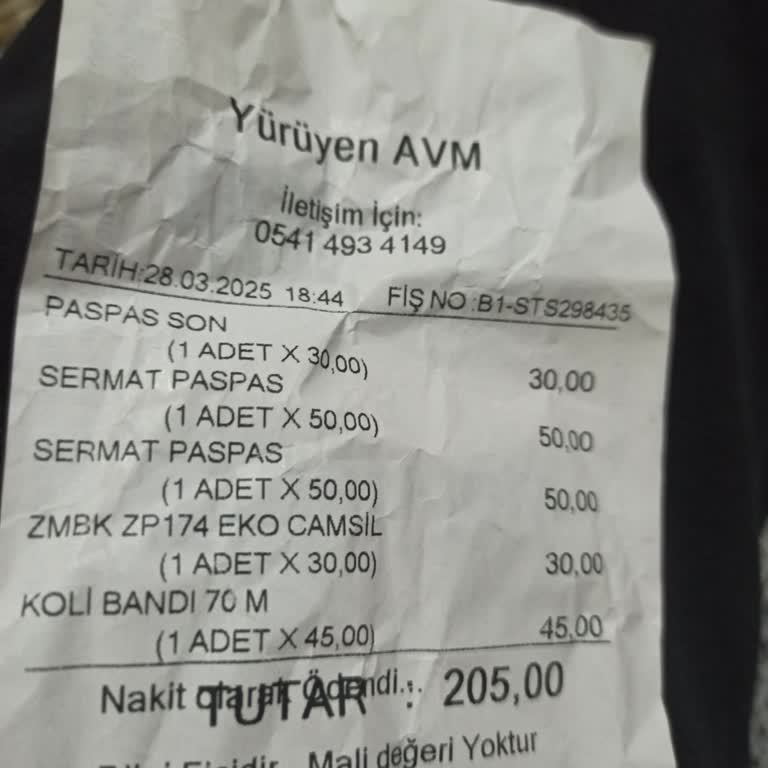 Yürüyen AVM
İletişim İçin:
0541 493 4149
TARİH:28.03.2025 18:44 FİŞ NO :B1-STS298435
PASPAS SON
(1 ADET X 30,00) 30,00
SERMAT PASPAS
(1 ADET X 50,00) 50,00
SERMAT PASPAS
(1 ADET X 50,00) 50,00
ZMBK ZP174 EKO CAMSİL
(1 ADET X 30,00) 30,00
KOLİ BANDI 70 M
(1 ADET X 45,00) 45,00
Nakit olarak Ödendi..
TUTAR : 205,00
Mali değeri Yoktur